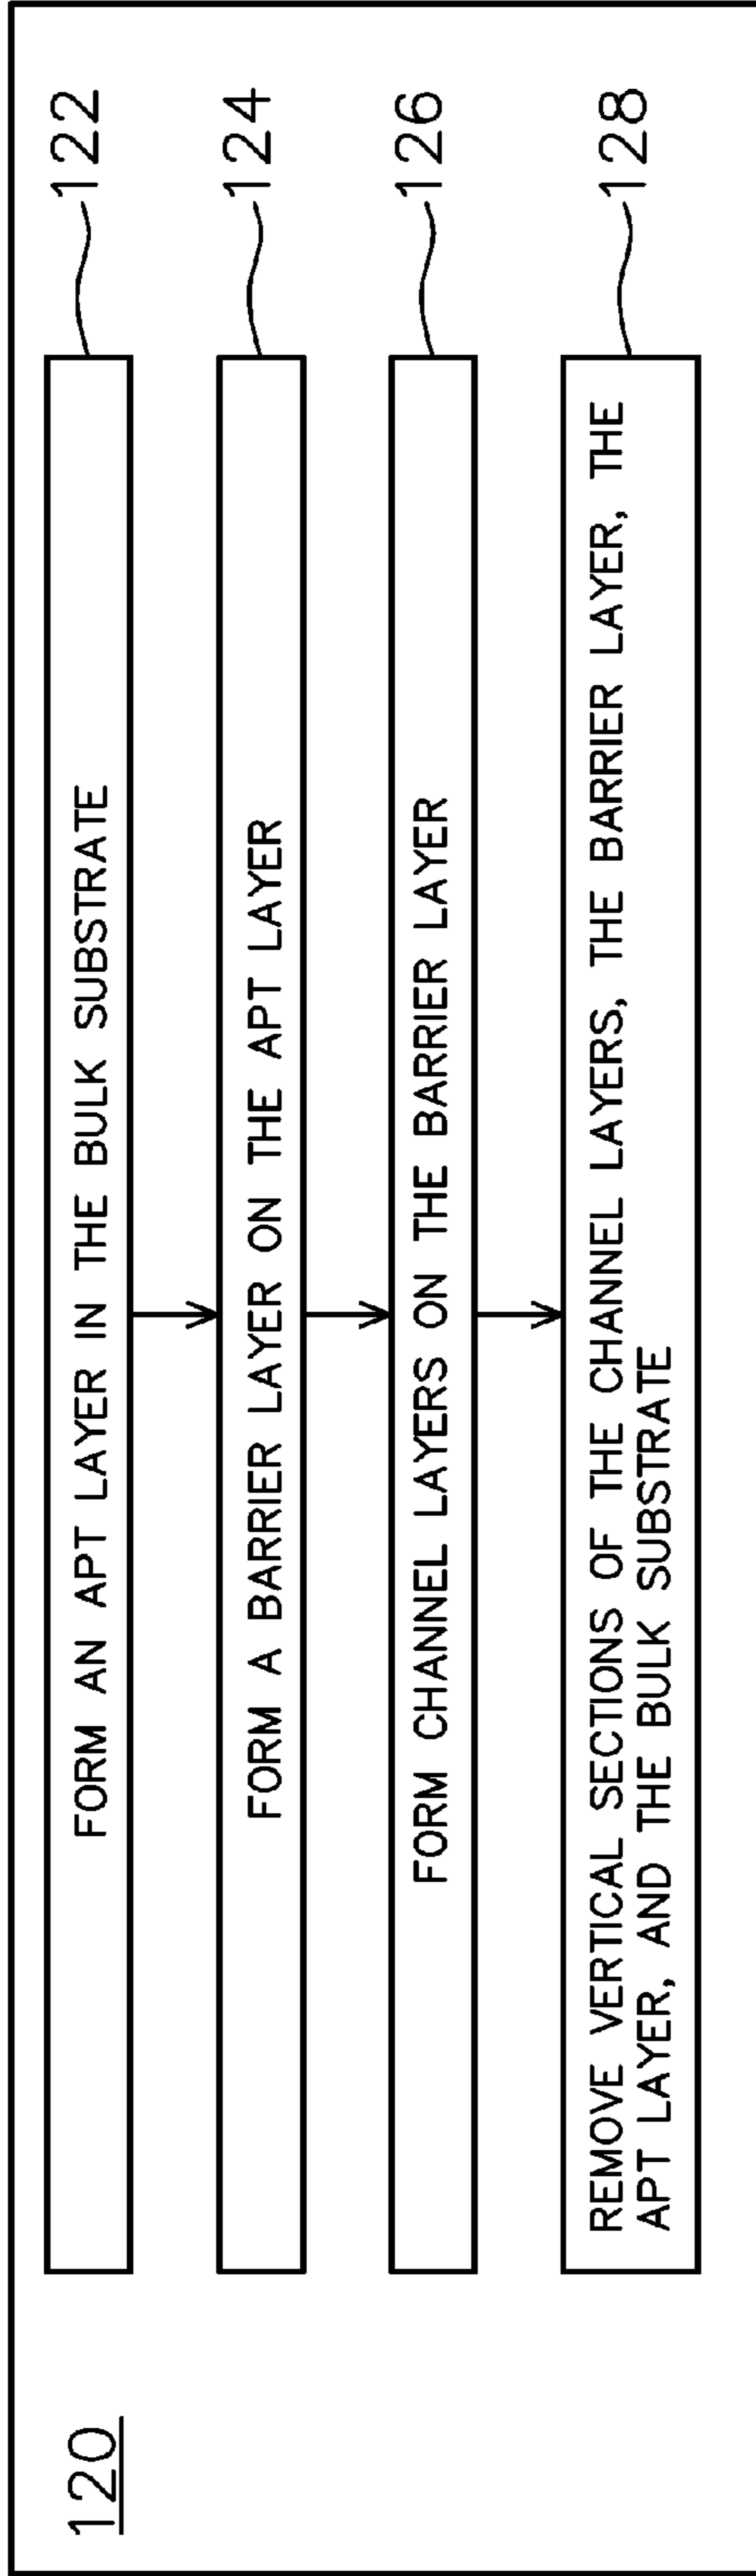 120
FORM AN APT LAYER IN THE BULK SUBSTRATE
122
FORM A BARRIER LAYER ON THE APT LAYER
124
FORM CHANNEL LAYERS ON THE BARRIER LAYER
126
REMOVE VERTICAL SECTIONS OF THE CHANNEL LAYERS, THE BARRIER LAYER, THE
APT LAYER, AND THE BULK SUBSTRATE
128